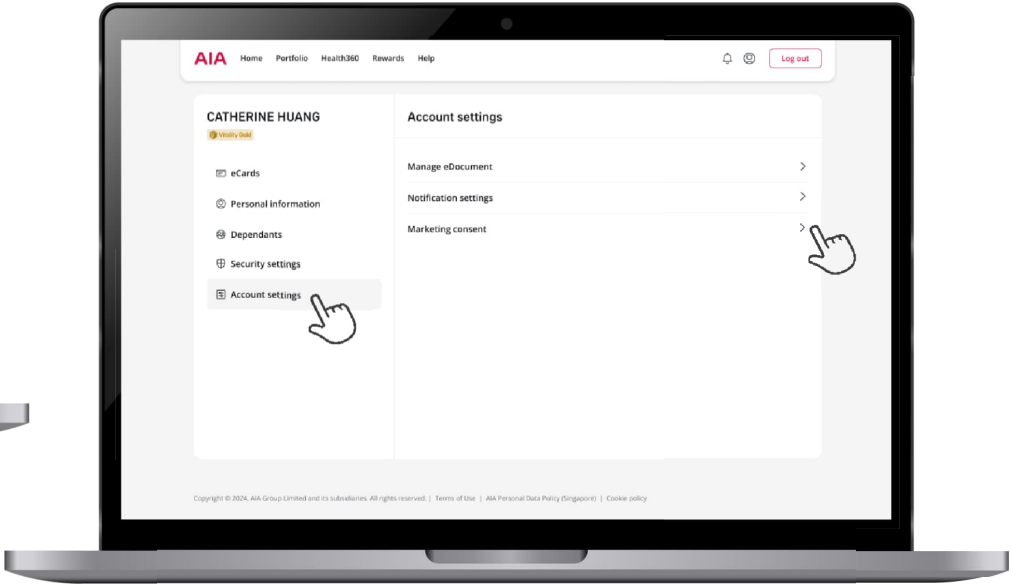 AIA Home Portfolio Health360 Rewards Help Log out
CATHERINE HUANG
Vitality Gold
eCards
Personal information
Dependants
Security settings
Account settings
Account settings
Manage eDocument
Notification settings
Marketing consent
Copyright © 2024, AIA Group Limited and its subsidiaries. All rights reserved. | Terms of Use | AIA Personal Data Policy (Singapore) | Cookie policy